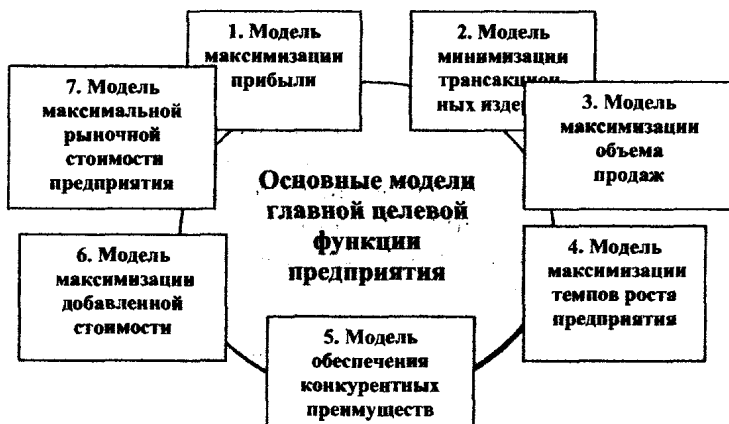 1. Модель
максимизации
прибыли
2. Модель
минимизации
трансакцион-
ных
3. Модель
максимизации
объема
продаж
4. Модель
максимизации
темпов роста
предприятия
5. Модель
обеспечения
конкурентных
преимуществ
6. Модель
максимизации
добавленной
стоимости
7. Модель
максимальной
рыночной
стоимости
предприятия
Основные модели
главной целевой
функции
предприятия